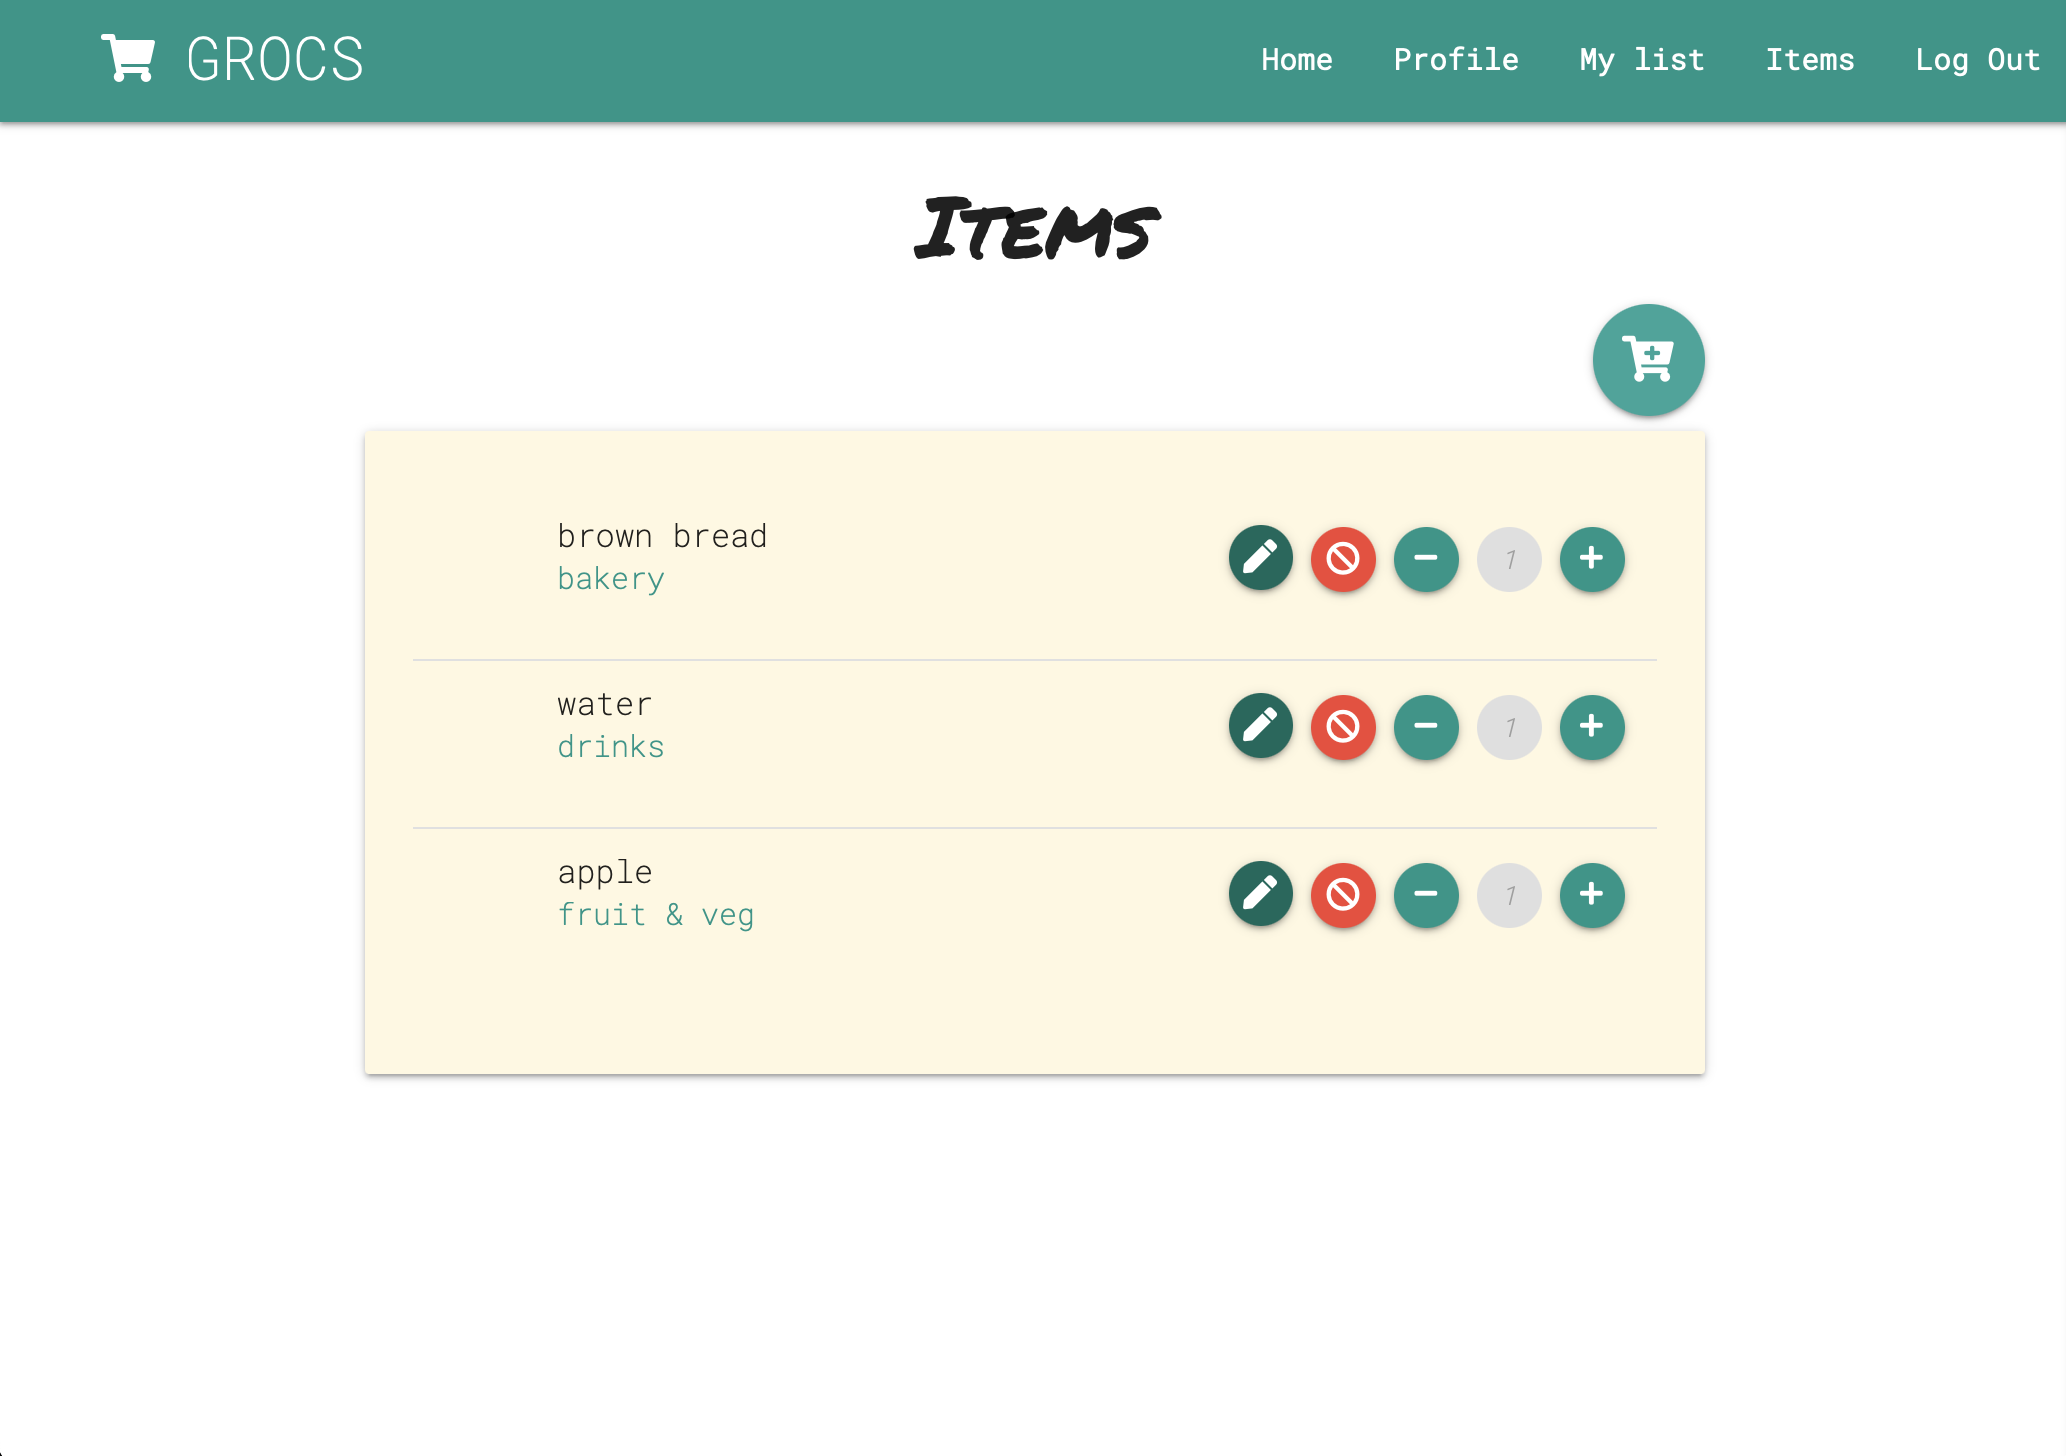 GROCS
Home Profile My list Items Log Out
Items
brown bread
bakery
1
water
drinks
1
apple
fruit & veg
1